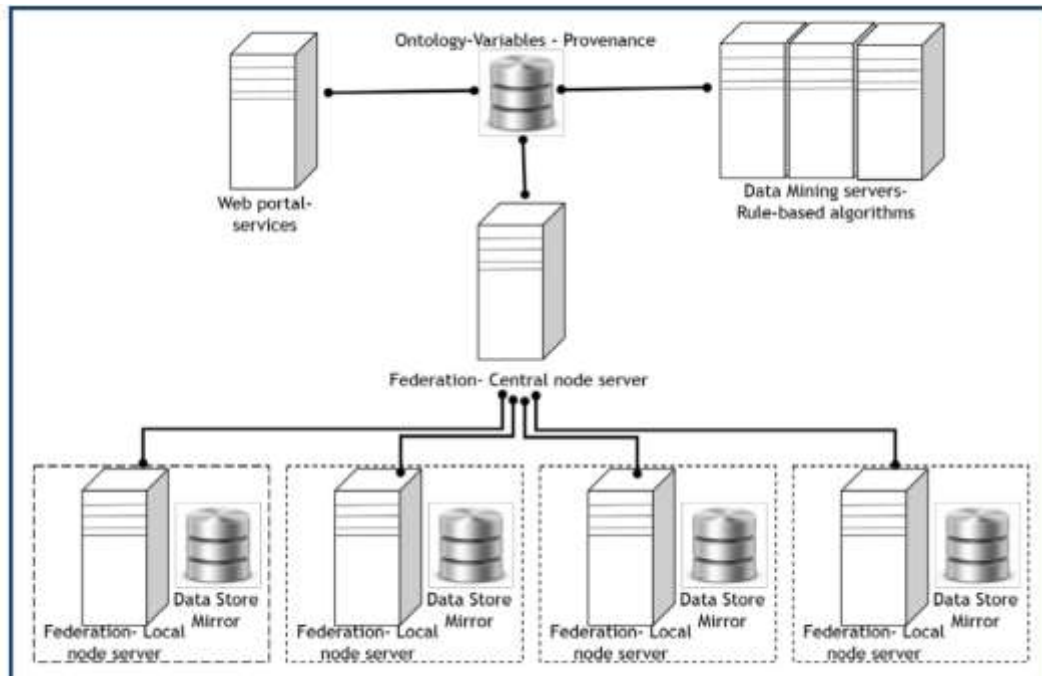 Ontology-Variables - Provenance
Web portal-
services
Data Mining servers-
Rule-based algorithms
Federation- Central node server
Data Store
Mirror
Federation- Local
node server
Data Store
Mirror
Federation- Local
node server
Data Store
Mirror
Federation- Local
node server
Data Store
Mirror
Federation- Local
node server